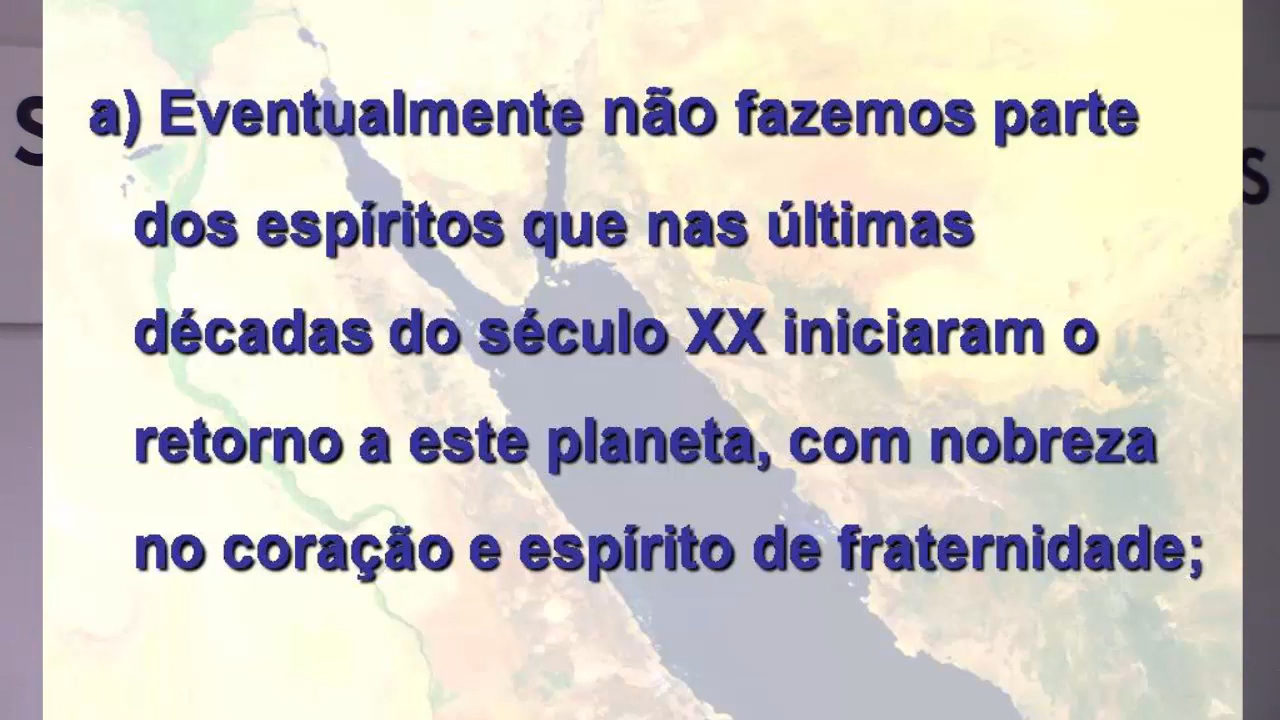 a) Eventualmente não fazemos parte
dos espíritos que nas últimas
décadas do século XX iniciaram o
retorno a este planeta, com nobreza
no coração e espírito de fraternidade;